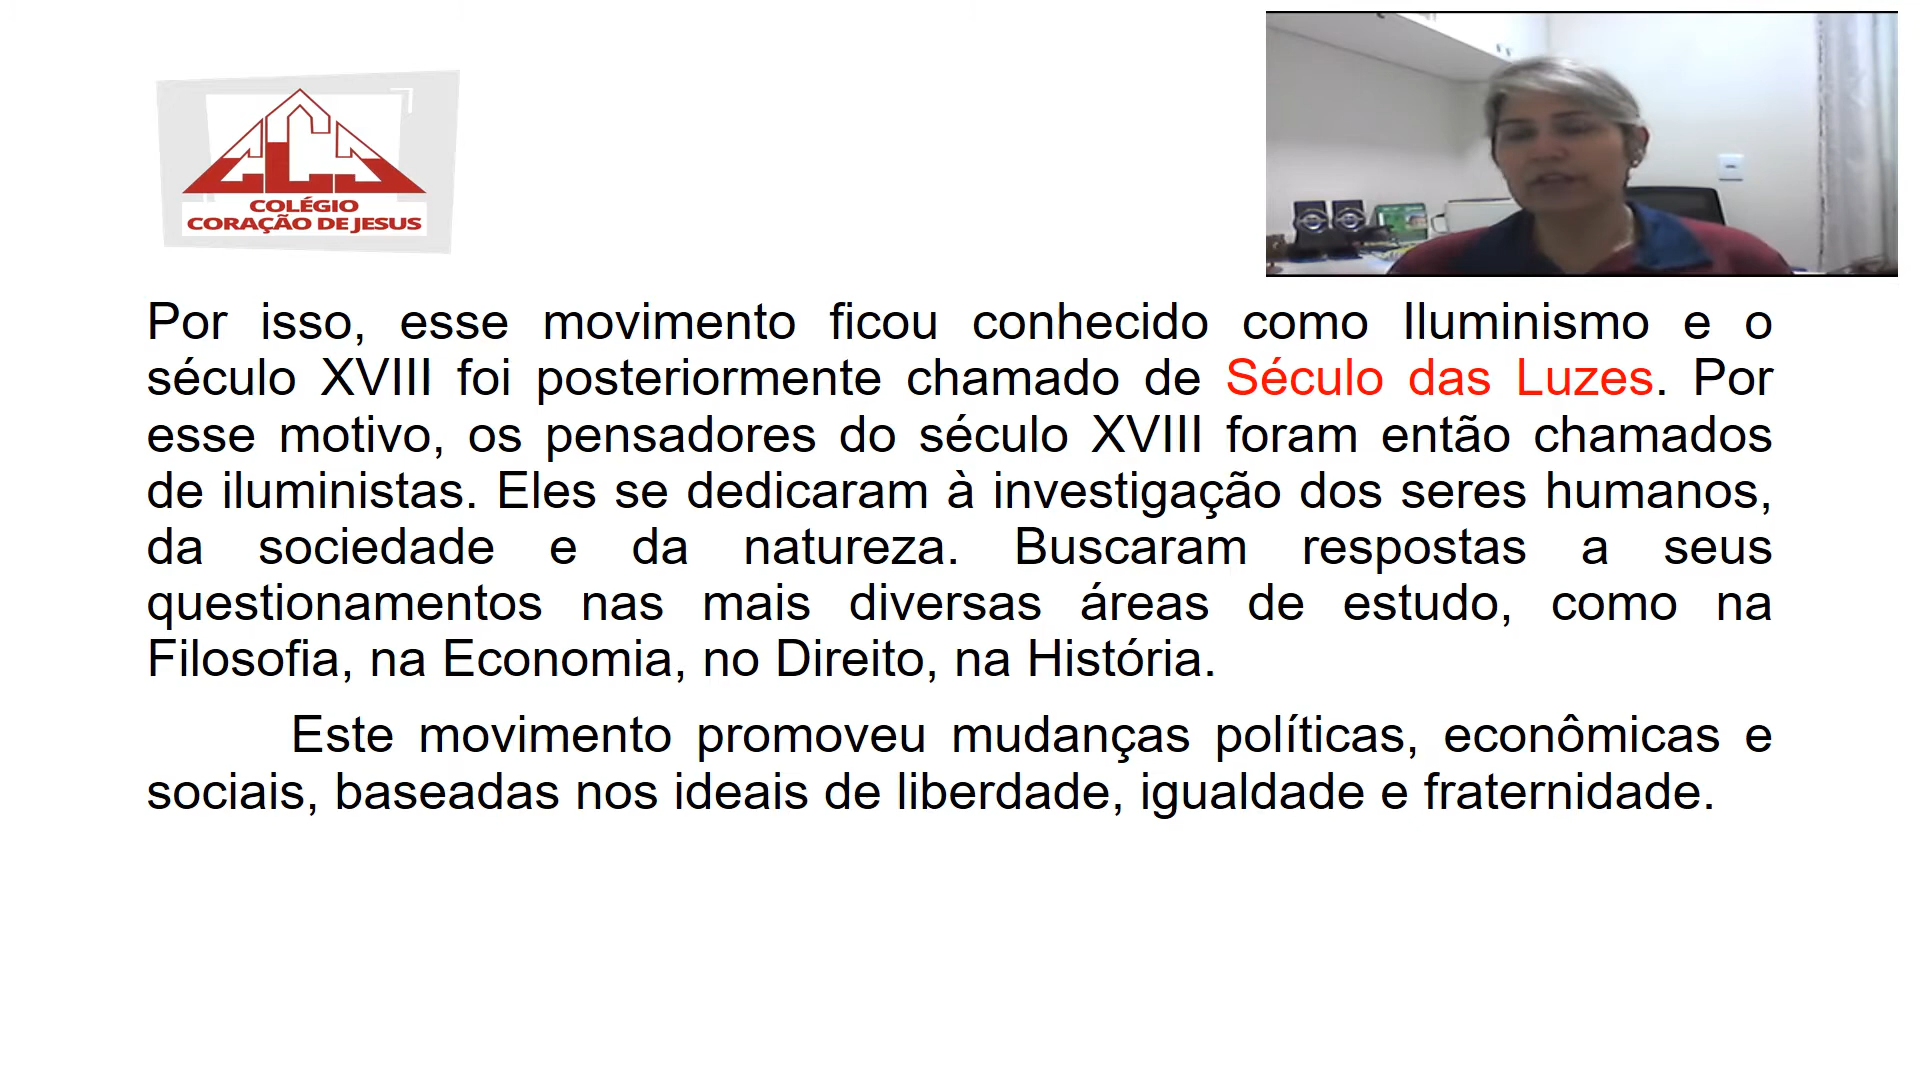 COLÉGIO
CORAÇÃO DE JESUS
Por isso, esse movimento ficou conhecido como Iluminismo e o
século XVIII foi posteriormente chamado de Século das Luzes. Por
esse motivo, os pensadores do século XVIII foram então chamados
de iluministas. Eles se dedicaram à investigação dos seres humanos,
da sociedade e da natureza. Buscaram respostas a seus
questionamentos nas mais diversas áreas de estudo, como na
Filosofia, na Economia, no Direito, na História.
Este movimento promoveu mudanças políticas, econômicas e
sociais, baseadas nos ideais de liberdade, igualdade e fraternidade.